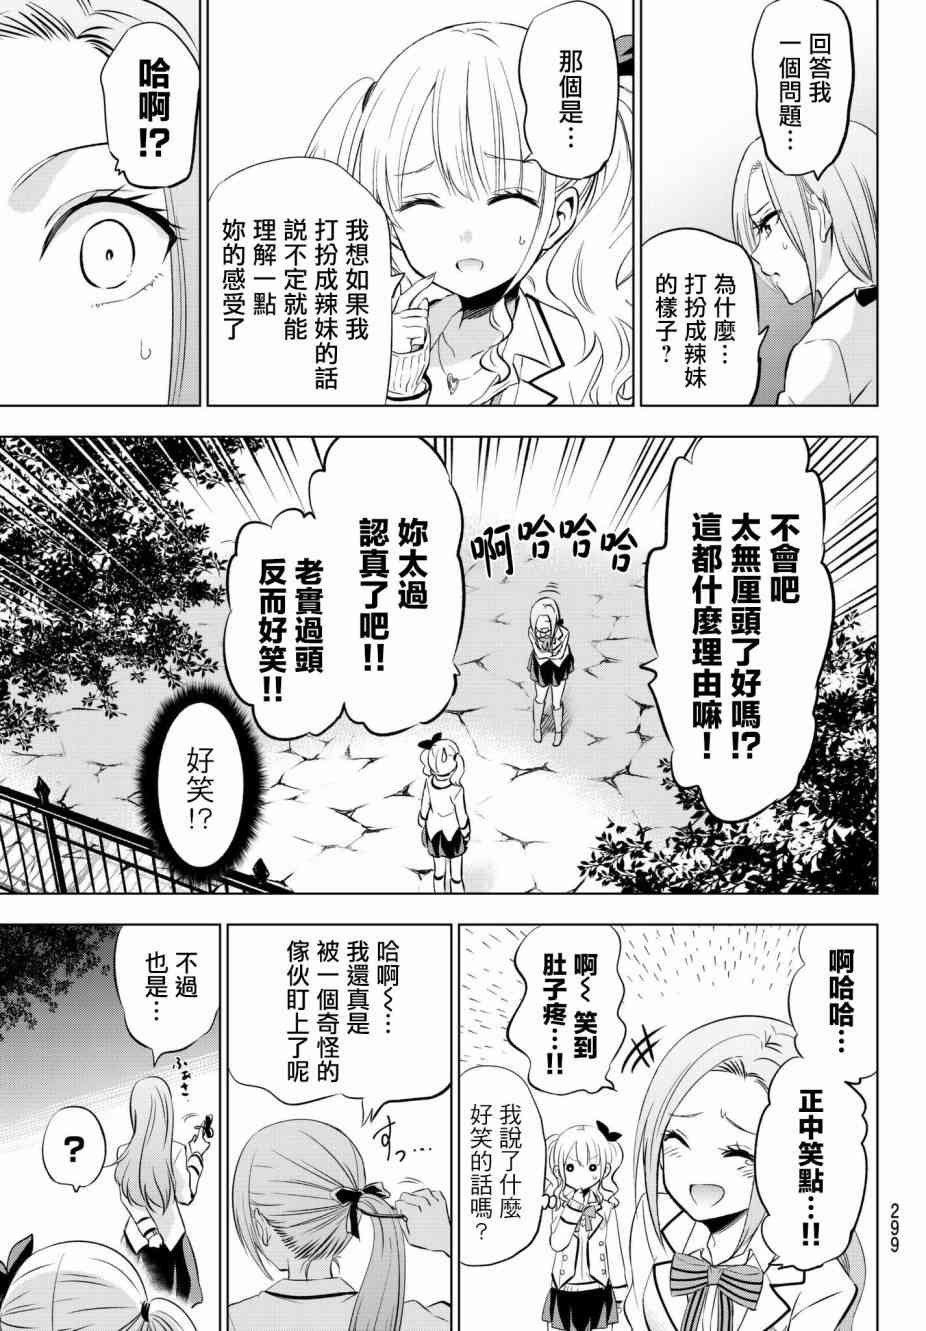 回答我
一個問題…
為什麼…
打扮成辣妹
的樣子?
那個是…
我想如果我
打扮成辣妹的話
説不定就能
理解一點
妳的感受了
哈啊!?
不會吧
太無厘頭了好嗎!?
這都什麼理由嘛!
啊哈哈哈
妳太過
認真了吧!!
老實過頭
反而好笑!!
好笑!?
啊哈哈…
正中笑點…!!
啊～笑到
肚子疼…!!
我說了什麼
好笑的話嗎?
哈啊～…
我還真是
被一個奇怪的
傢伙盯上了呢
すっ…
不過
也是…
ふぁさ
?
299